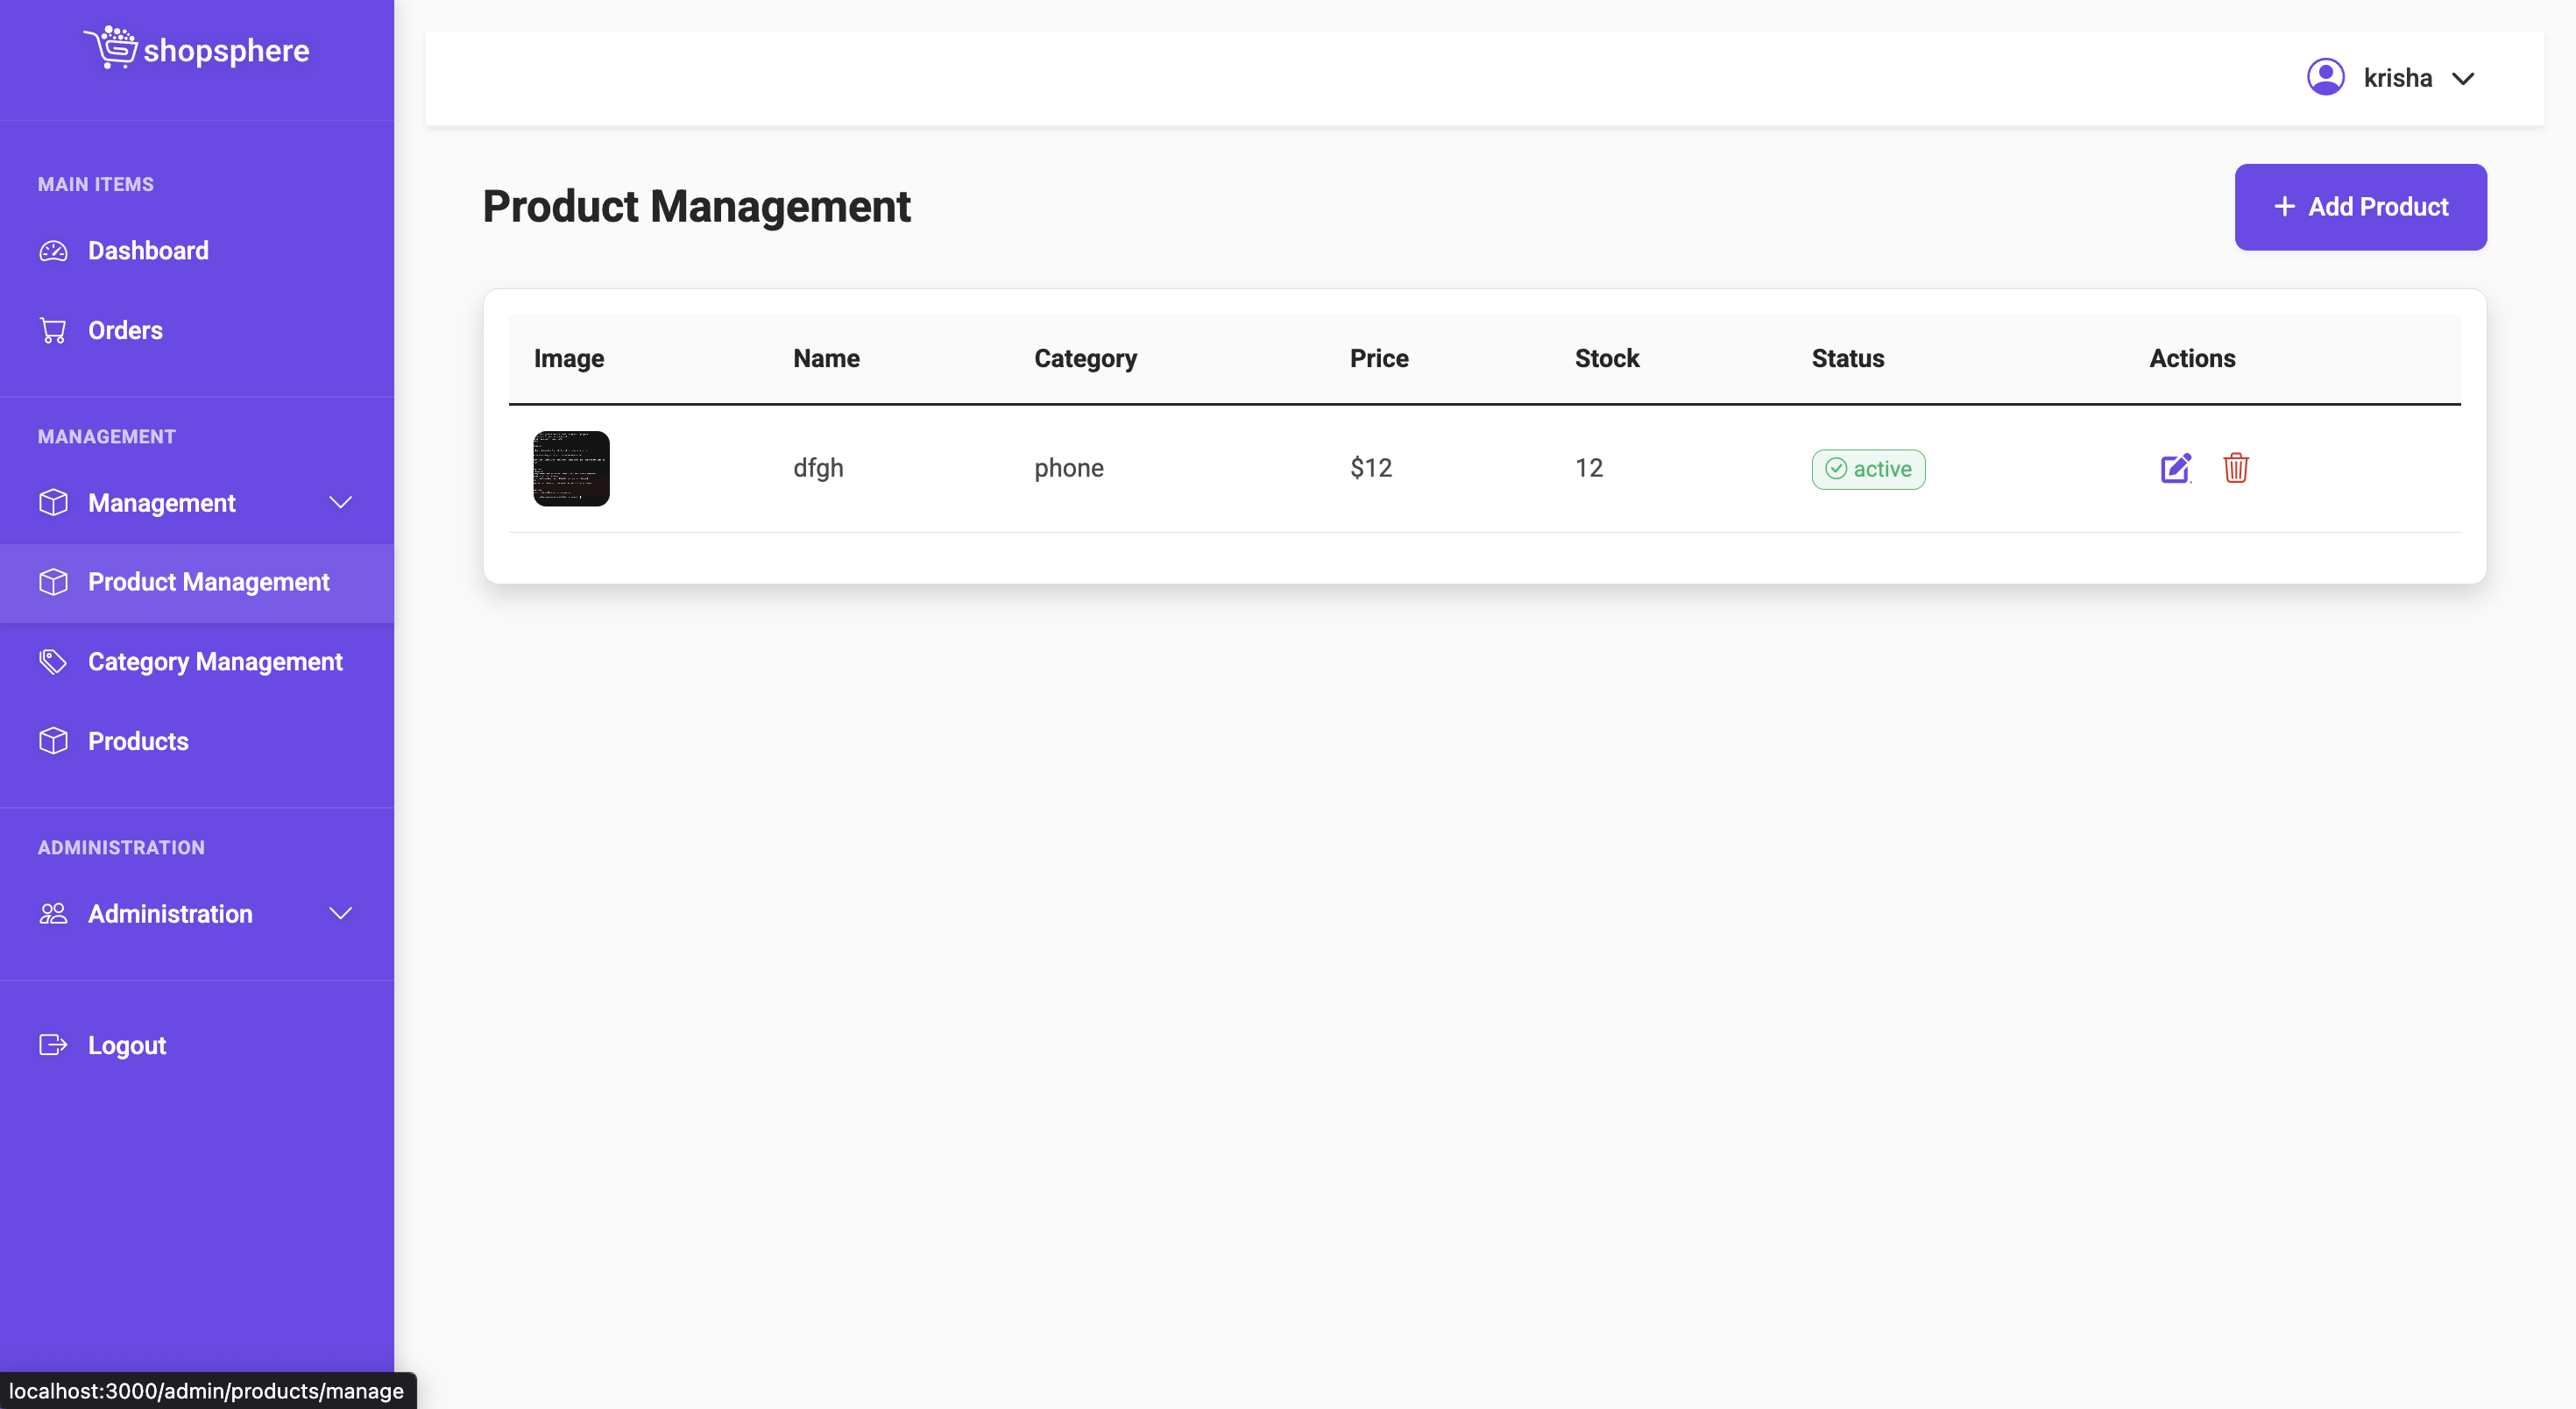 shopsphere
krisha
MAIN ITEMS
Dashboard
Orders
MANAGEMENT
Management
Product Management
Category Management
Products
ADMINISTRATION
Administration
Logout
Product Management
+ Add Product
Image Name Category Price Stock Status Actions
dfgh phone $12 12 active
localhost:3000/admin/products/manage